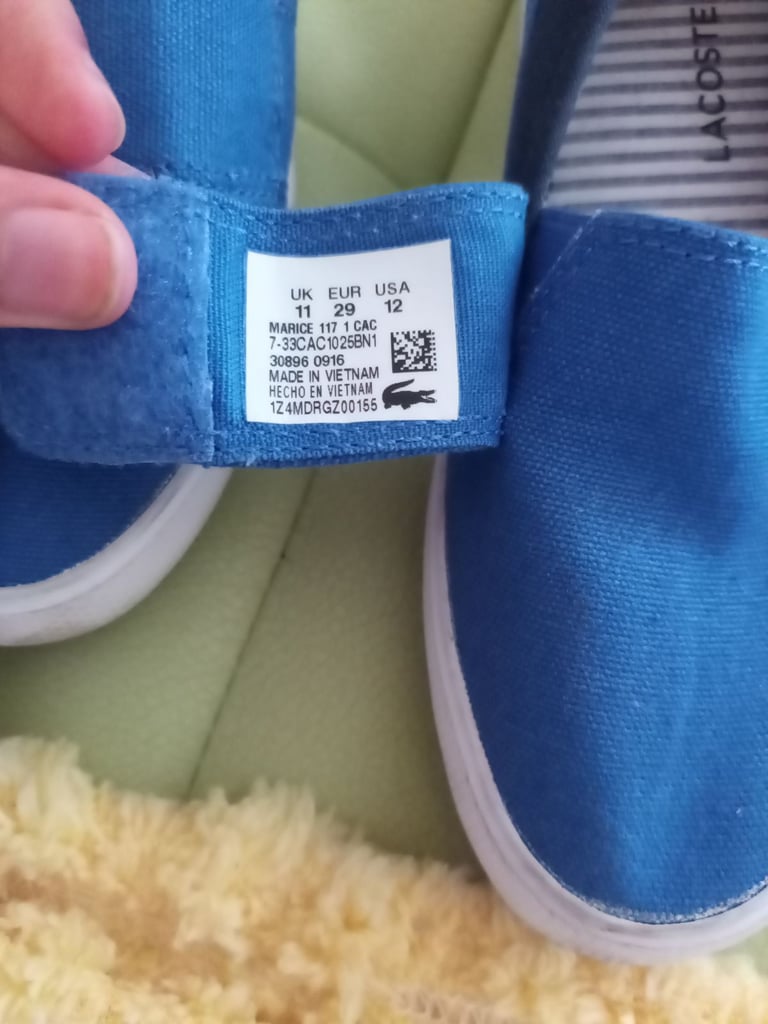 LACOSTE
UK EUR USA
11 29 12
MARICE 117 1 CAC
7-33CAC1025BN1
30896 0916
MADE IN VIETNAM
HECHO EN VIETNAM
1Z4MDRGZ00155